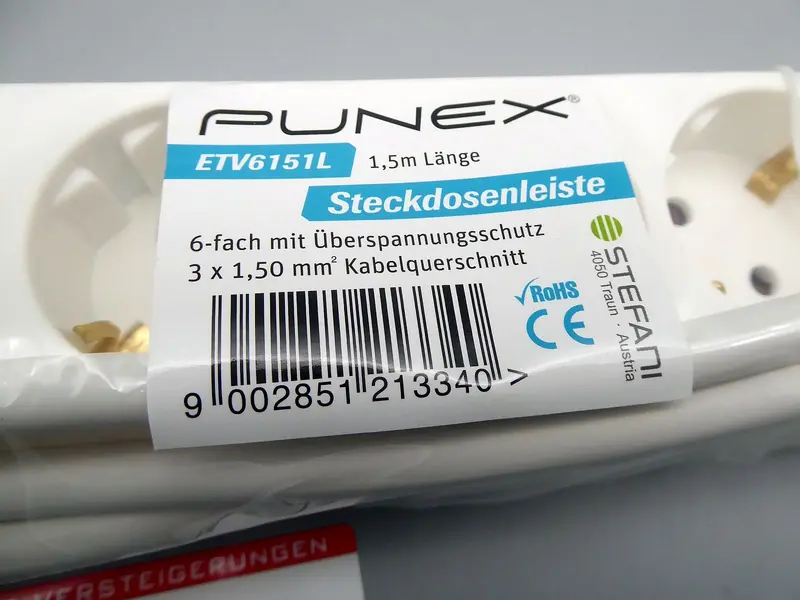 PUNEX®
ETV6151L 1,5m Länge
Steckdosenleiste
6-fach mit Überspannungsschutz
3 x 1,50 mm² Kabelquerschnitt
✓RoHS
CE
STEFANI
4050 Traun · Austria
9 002851 213340 >
VERSTEIGERUNGEN